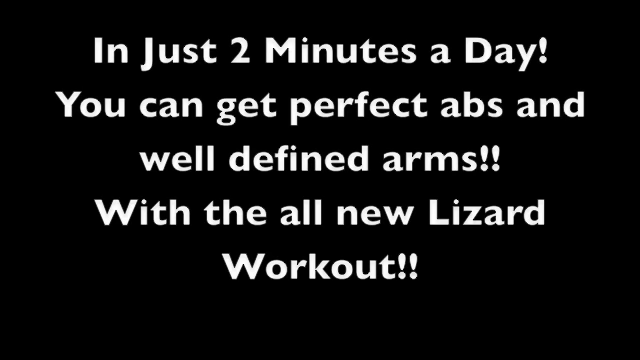 In Just 2 Minutes a Day!
You can get perfect abs and
well defined arms!!
With the all new Lizard
Workout!!